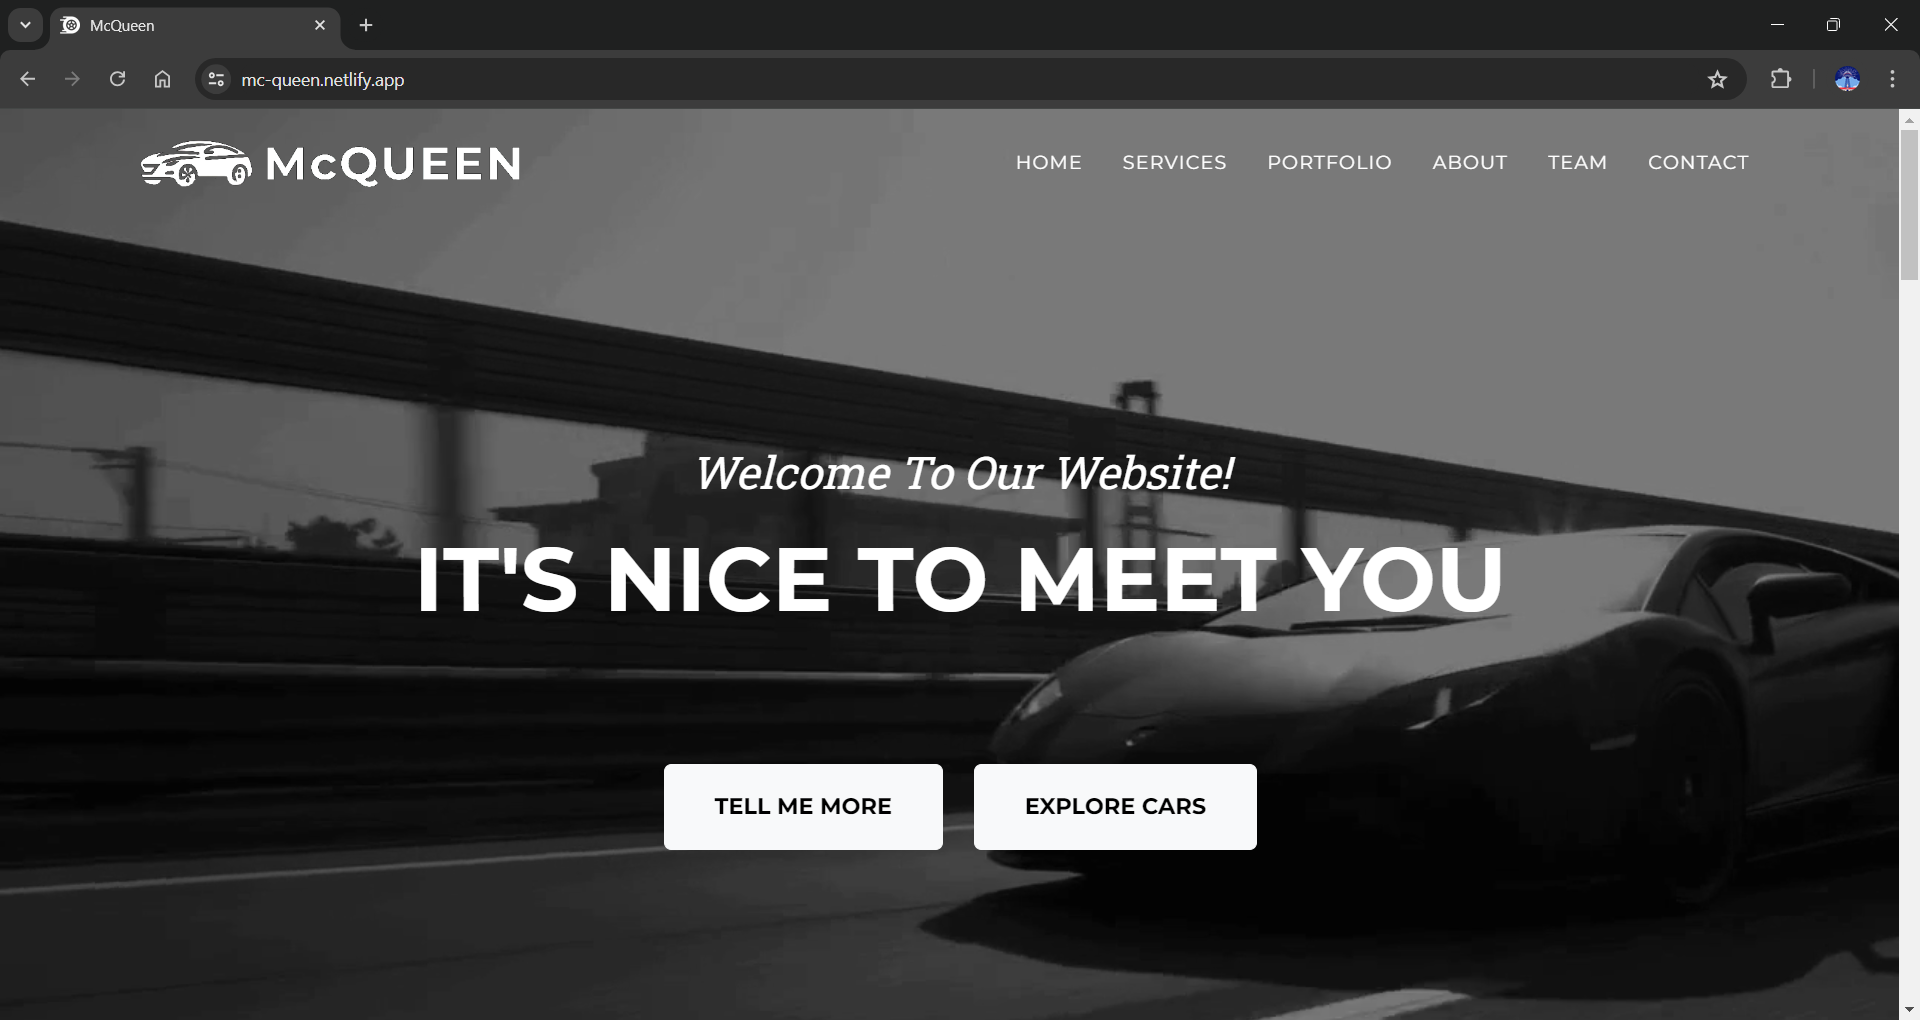 McQueen
mc-queen.netlify.app
McQUEEN
HOME SERVICES PORTFOLIO ABOUT TEAM CONTACT
Welcome To Our Website!
IT'S NICE TO MEET YOU
TELL ME MORE EXPLORE CARS